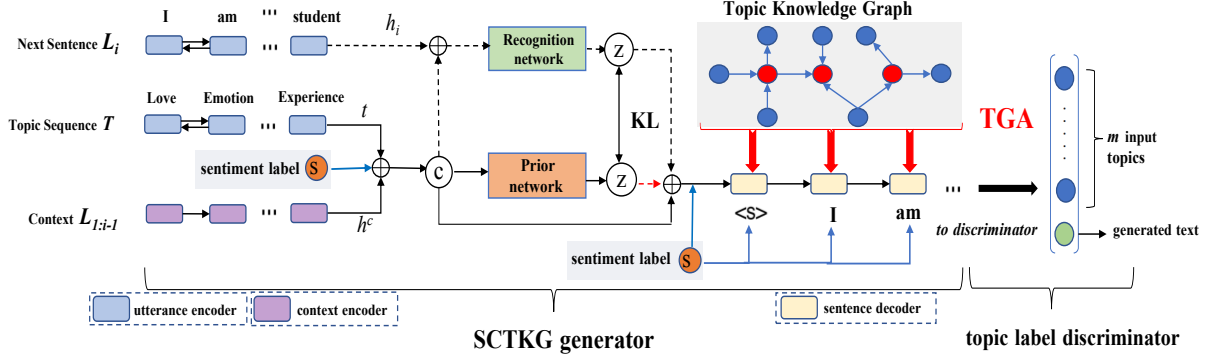 Topic Knowledge Graph
I am ... student
Next Sentence L_i
h_i
Recognition network
z
Love Emotion ... Experience
Topic Sequence T
t
KL
TGA
m input topics
sentiment label S
c
Prior network
z
Context L_{1:i-1}
h^c
<s> I am ...
to discriminator
generated text
sentiment label S
utterance encoder
context encoder
sentence decoder
SCTKG generator
topic label discriminator